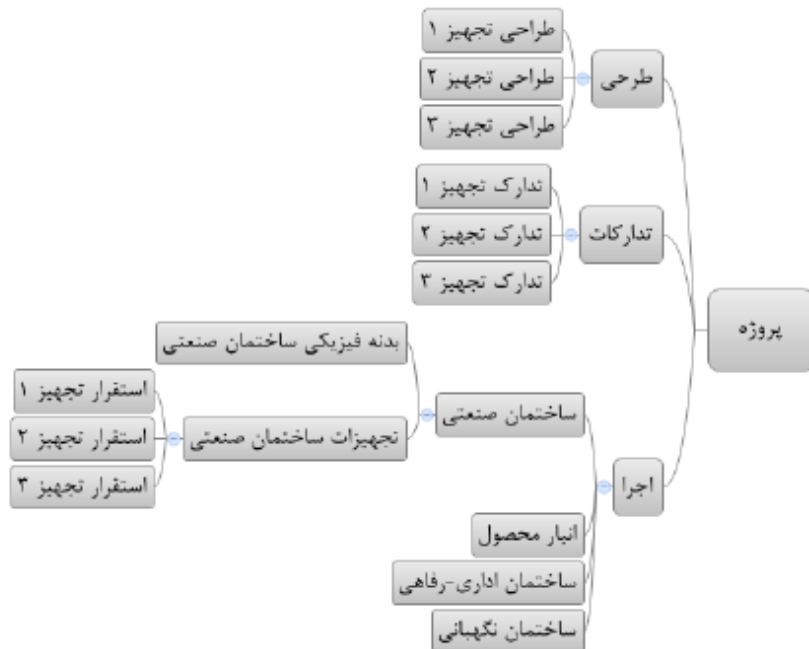 پروژه
طرحی
طراحی تجهیز ۱
طراحی تجهیز ۲
طراحی تجهیز ۳
تدارکات
تدارک تجهیز ۱
تدارک تجهیز ۲
تدارک تجهیز ۳
اجرا
ساختمان صنعتی
بدنه فیزیکی ساختمان صنعتی
تجهیزات ساختمان صنعتی
استقرار تجهیز ۱
استقرار تجهیز ۲
استقرار تجهیز ۳
انبار محصول
ساختمان اداری-رفاهی
ساختمان نگهبانی